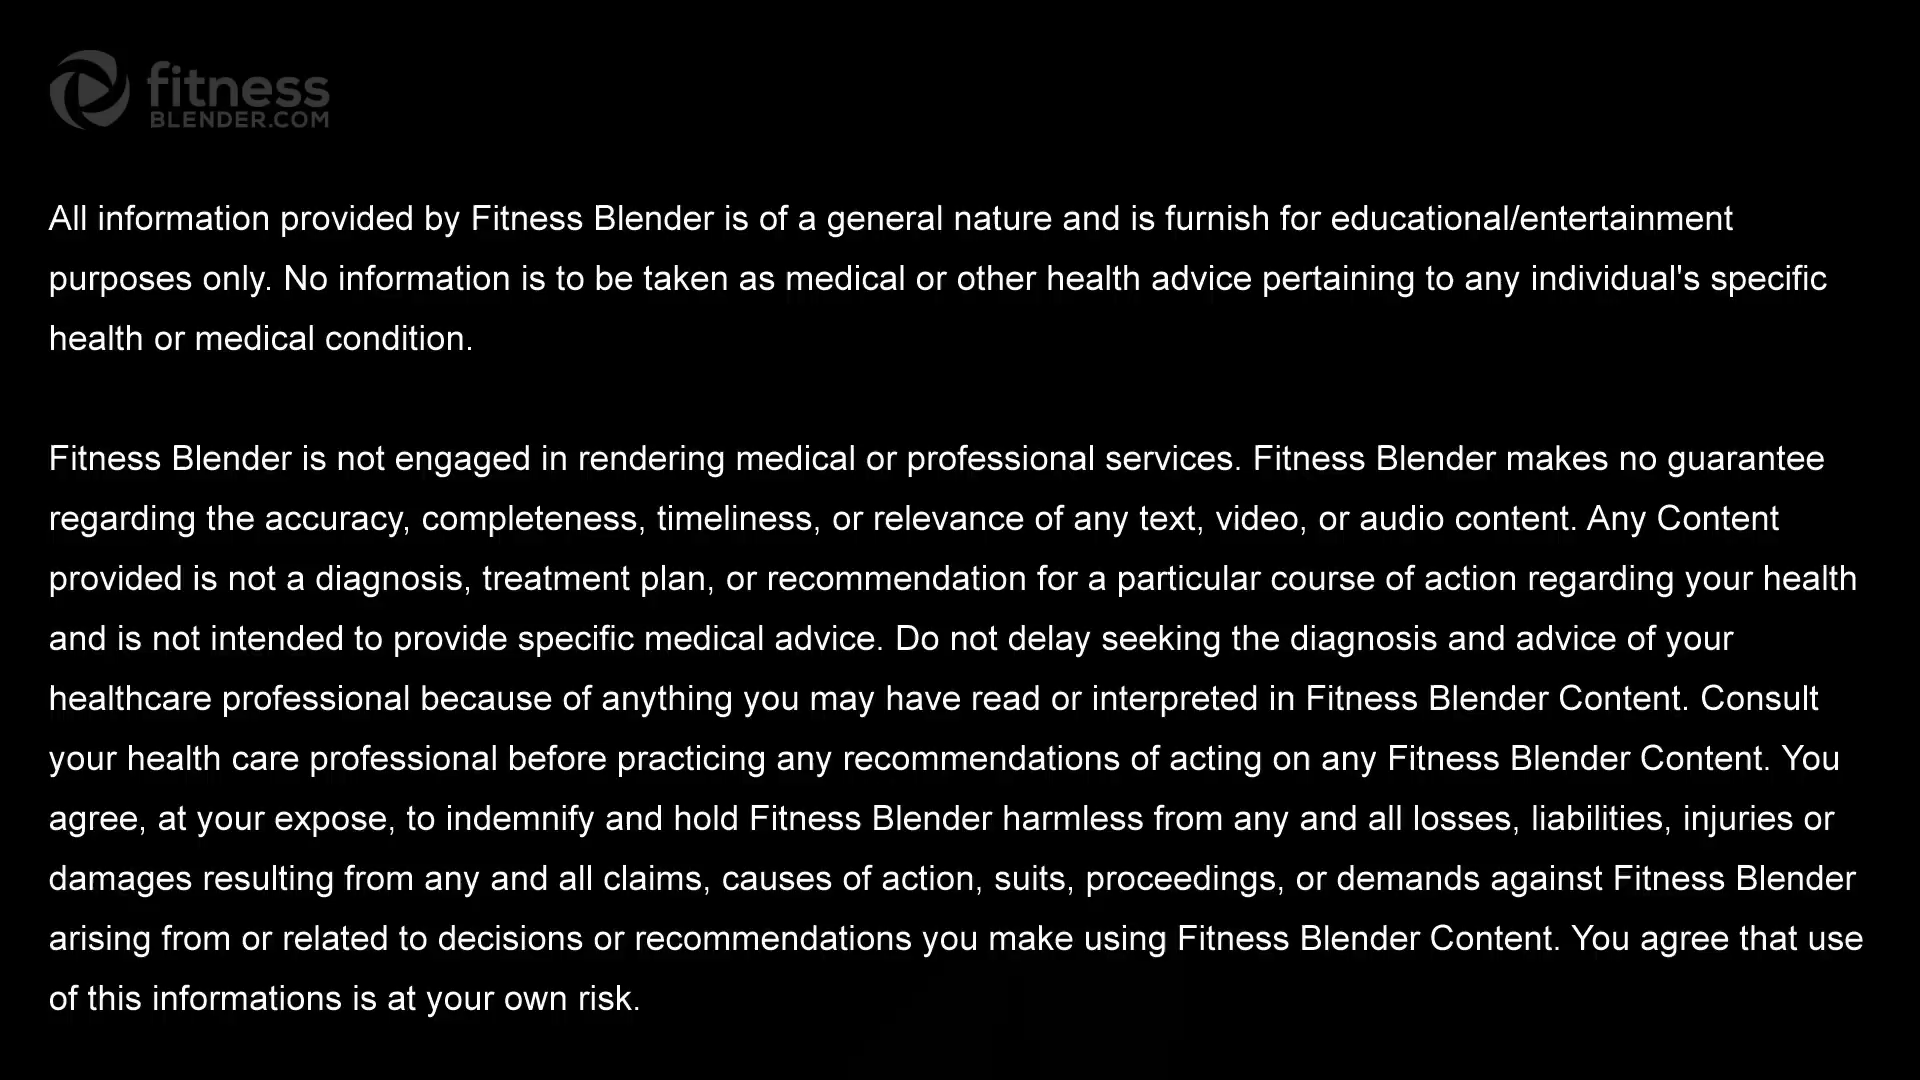 fitness
BLENDER.COM
All information provided by Fitness Blender is of a general nature and is furnish for educational/entertainment
purposes only. No information is to be taken as medical or other health advice pertaining to any individual's specific
health or medical condition.
Fitness Blender is not engaged in rendering medical or professional services. Fitness Blender makes no guarantee
regarding the accuracy, completeness, timeliness, or relevance of any text, video, or audio content. Any Content
provided is not a diagnosis, treatment plan, or recommendation for a particular course of action regarding your health
and is not intended to provide specific medical advice. Do not delay seeking the diagnosis and advice of your
healthcare professional because of anything you may have read or interpreted in Fitness Blender Content. Consult
your health care professional before practicing any recommendations of acting on any Fitness Blender Content. You
agree, at your expose, to indemnify and hold Fitness Blender harmless from any and all losses, liabilities, injuries or
damages resulting from any and all claims, causes of action, suits, proceedings, or demands against Fitness Blender
arising from or related to decisions or recommendations you make using Fitness Blender Content. You agree that use
of this informations is at your own risk.